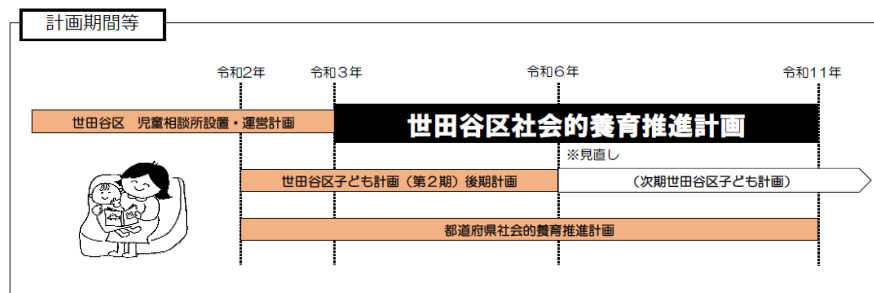 計画期間等
令和2年 令和3年 令和6年 令和11年
世田谷区 児童相談所設置・運営計画
世田谷区社会的養育推進計画
※見直し
世田谷区子ども計画（第２期）後期計画
（次期世田谷区子ども計画）
都道府県社会的養育推進計画